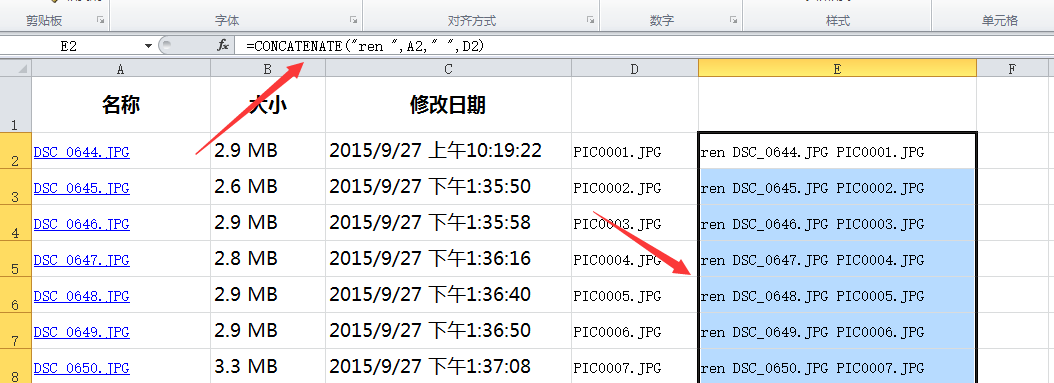 剪贴板 字体 对齐方式 数字 样式 单元格
E2 fx =CONCATENATE("ren ",A2," ",D2)
A B C D E F
1 名称 大小 修改日期
2 DSC_0644.JPG 2.9 MB 2015/9/27 上午10:19:22 PIC0001.JPG ren DSC_0644.JPG PIC0001.JPG
3 DSC_0645.JPG 2.6 MB 2015/9/27 下午1:35:50 PIC0002.JPG ren DSC_0645.JPG PIC0002.JPG
4 DSC_0646.JPG 2.9 MB 2015/9/27 下午1:35:58 PIC0003.JPG ren DSC_0646.JPG PIC0003.JPG
5 DSC_0647.JPG 2.8 MB 2015/9/27 下午1:36:16 PIC0004.JPG ren DSC_0647.JPG PIC0004.JPG
6 DSC_0648.JPG 2.9 MB 2015/9/27 下午1:36:40 PIC0005.JPG ren DSC_0648.JPG PIC0005.JPG
7 DSC_0649.JPG 2.9 MB 2015/9/27 下午1:36:50 PIC0006.JPG ren DSC_0649.JPG PIC0006.JPG
8 DSC_0650.JPG 3.3 MB 2015/9/27 下午1:37:08 PIC0007.JPG ren DSC_0650.JPG PIC0007.JPG